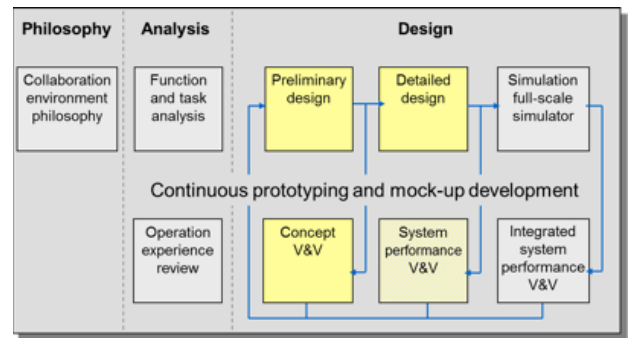 Philosophy
Analysis
Design
Collaboration
environment
philosophy
Function
and task
analysis
Preliminary
design
Detailed
design
Simulation
full-scale
simulator
Continuous prototyping and mock-up development
Operation
experience
review
Concept
V&V
System
performance
V&V
Integrated
system
performance
V&V